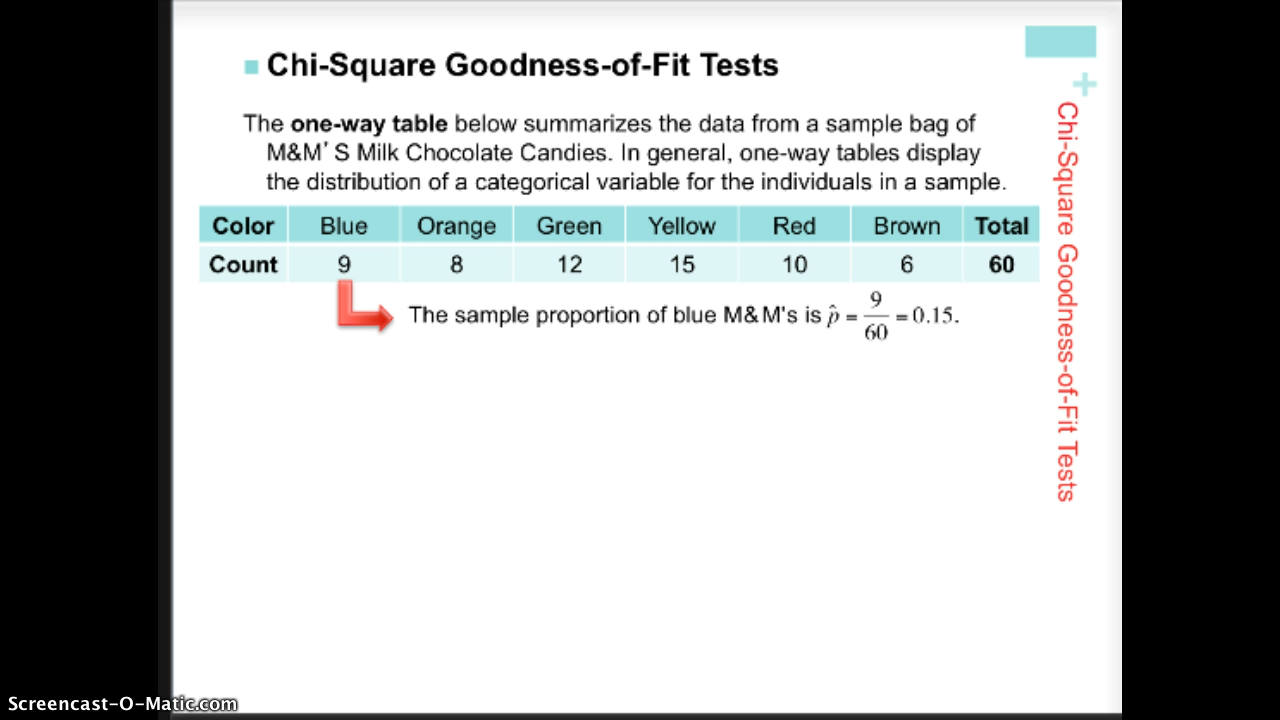 Chi-Square Goodness-of-Fit Tests
The one-way table below summarizes the data from a sample bag of
M&M' S Milk Chocolate Candies. In general, one-way tables display
the distribution of a categorical variable for the individuals in a sample.
Color Blue Orange Green Yellow Red Brown Total
Count 9 8 12 15 10 6 60
The sample proportion of blue M&M's is p̂ = 9/60 = 0.15.
+
Chi-Square Goodness-of-Fit Tests
Screencast-O-Matic.com